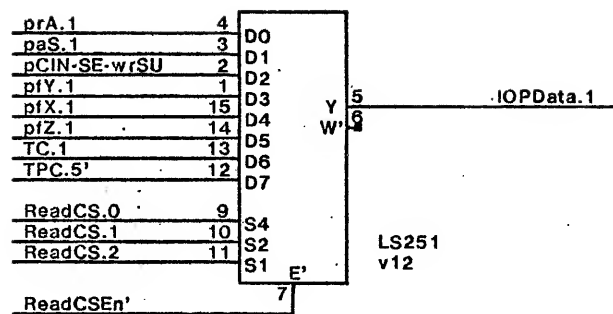 prA.1 4 D0
paS.1 3 D1
pCIN-SE-wrSU 2 D2
pfY.1 1 D3
pfX.1 15 D4
pfZ.1 14 D5
TC.1 13 D6
TPC.5' 12 D7
Y 5 IOPData.1
W' 6
ReadCS.0 9 S4
ReadCS.1 10 S2
ReadCS.2 11 S1
E'
7
ReadCSEn'
LS251
v12